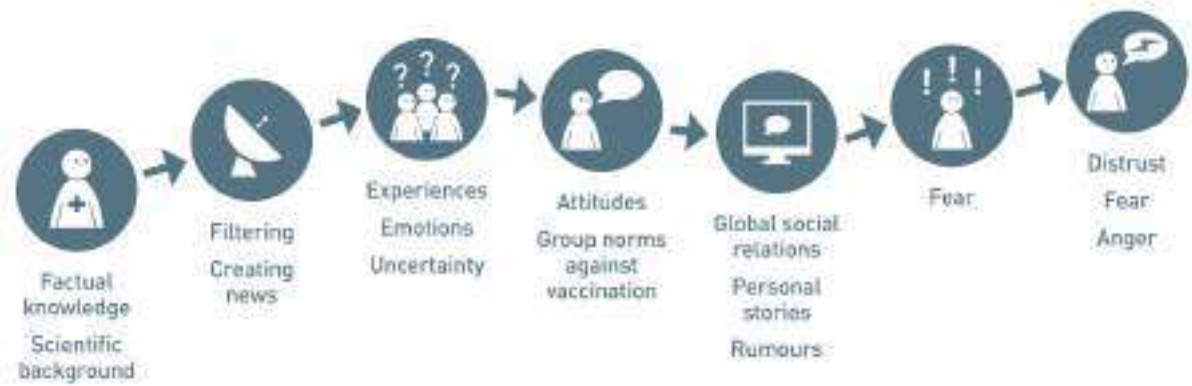 Factual
knowledge
Scientific
background
Filtering
Creating
news
? ? ?
Experiences
Emotions
Uncertainty
Attitudes
Group norms
against
vaccination
Global social
relations
Personal
stories
Rumours
! ! !
Fear
Distrust
Fear
Anger